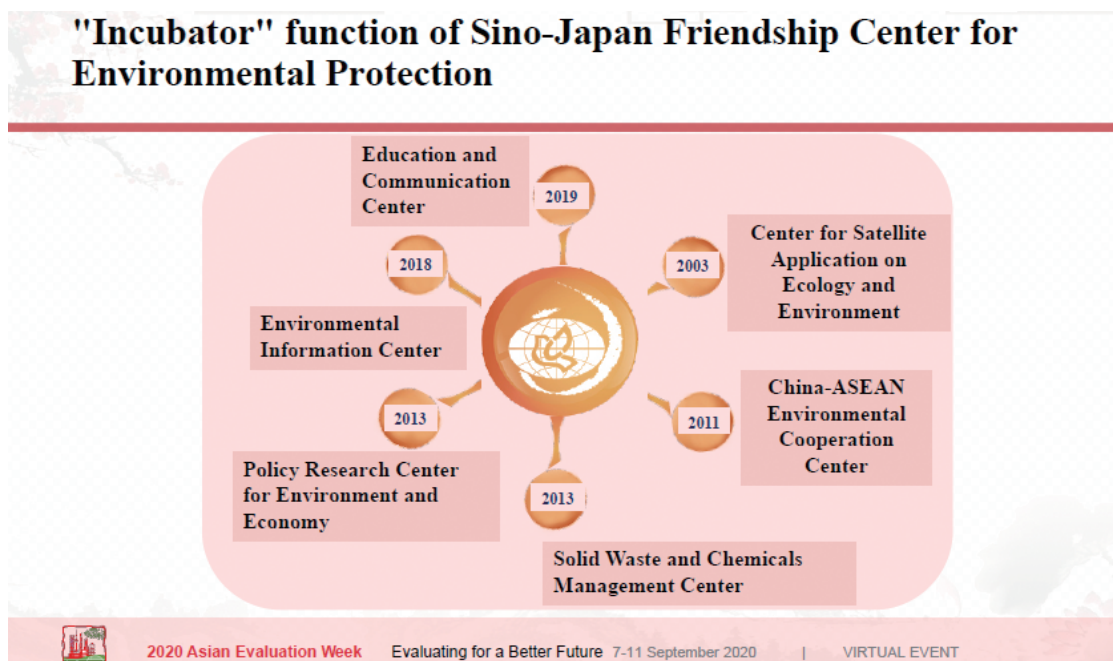 "Incubator" function of Sino-Japan Friendship Center for
Environmental Protection
Education and
Communication
Center
2019
2018
Environmental
Information Center
2003
Center for Satellite
Application on
Ecology and
Environment
2013
Policy Research Center
for Environment and
Economy
2011
China-ASEAN
Environmental
Cooperation
Center
2013
Solid Waste and Chemicals
Management Center
2020 Asian Evaluation Week Evaluating for a Better Future 7-11 September 2020 | VIRTUAL EVENT